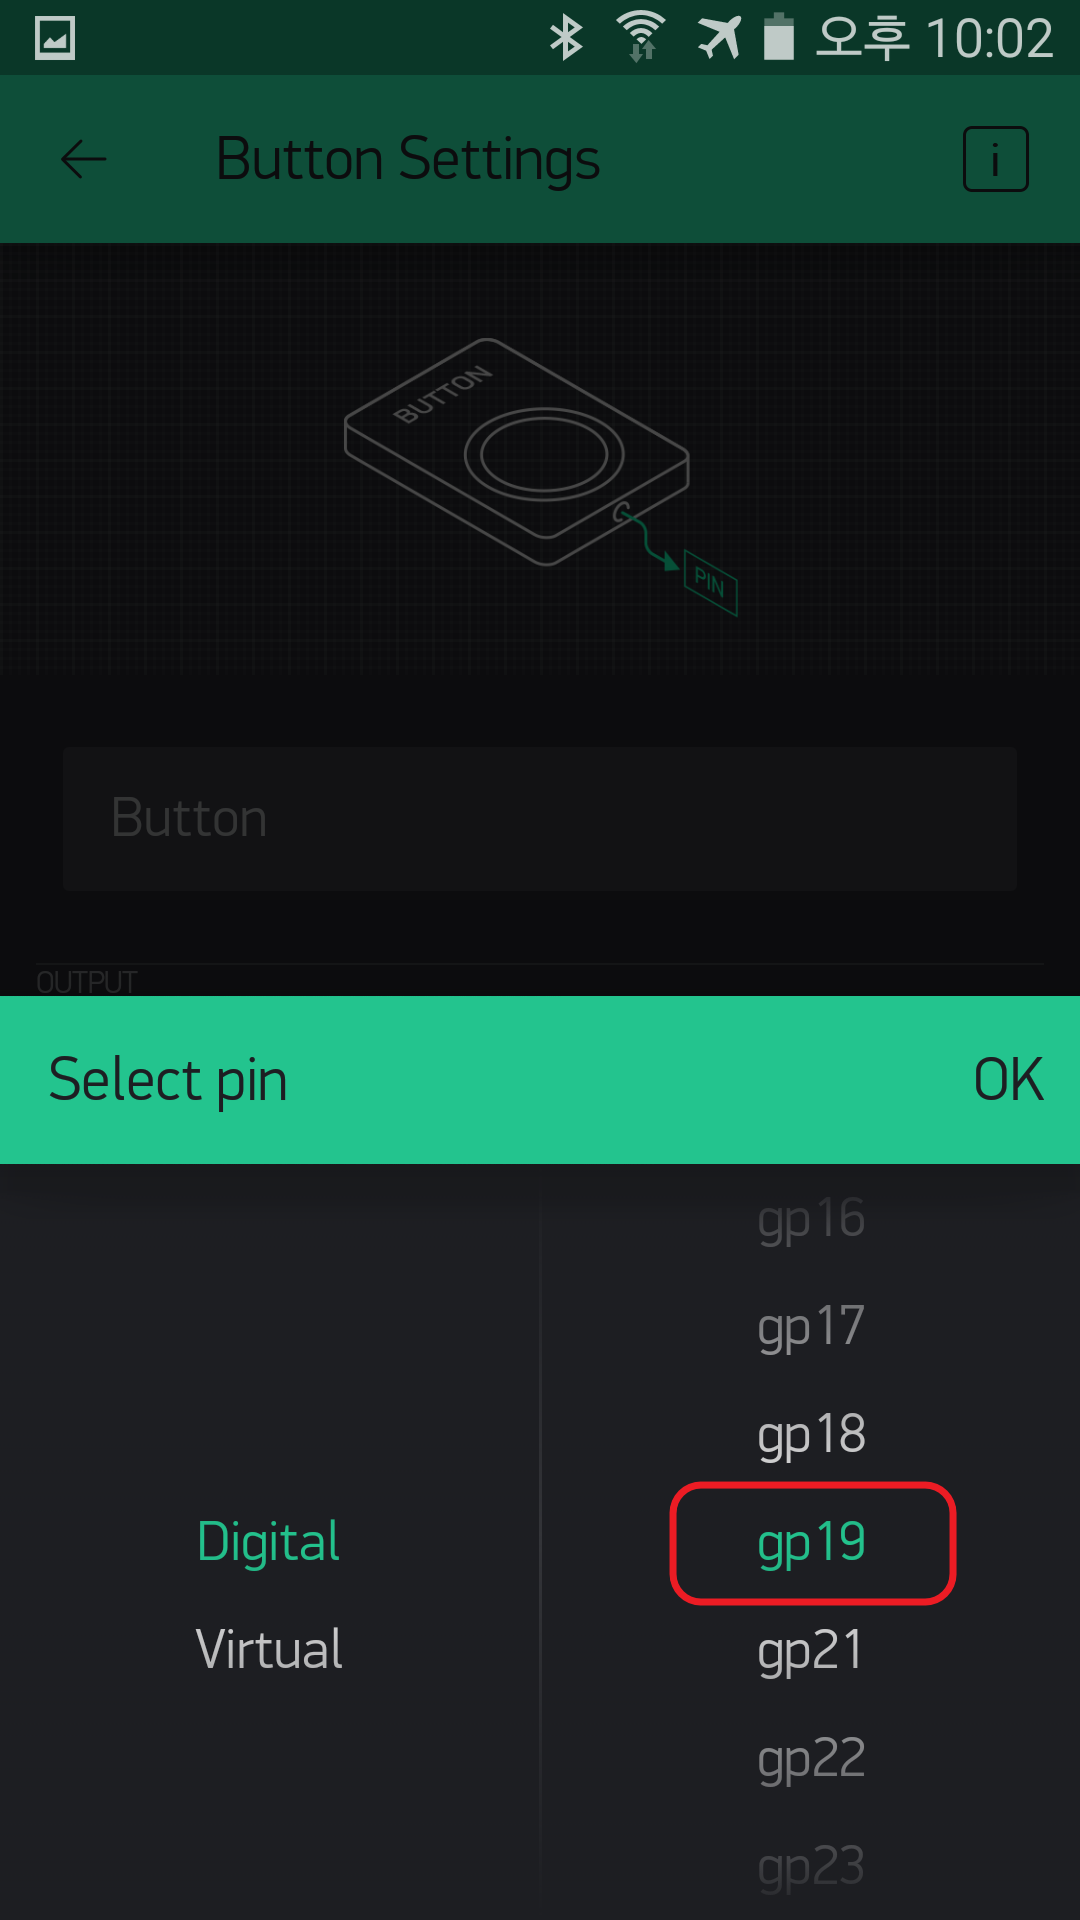 오후 10:02
Button Settings
i
BUTTON
C
PIN
Button
OUTPUT
Select pin OK
gp16
gp17
gp18
Digital gp19
Virtual gp21
gp22
gp23